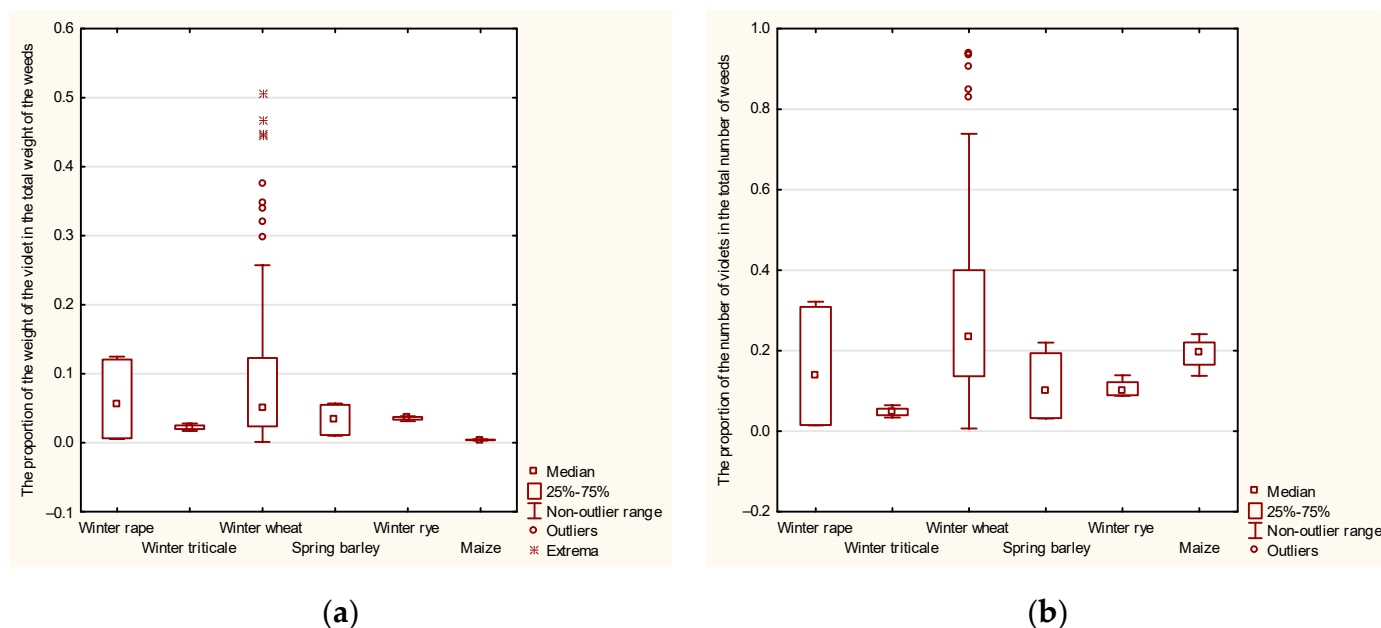 The proportion of the weight of the violet in the total weight of the weeds
0.6
0.5
0.4
0.3
0.2
0.1
0.0
–0.1
Winter rape
Winter triticale
Winter wheat
Spring barley
Winter rye
Maize
Median
25%-75%
Non-outlier range
Outliers
Extrema
(a)
The proportion of the number of violets in the total number of weeds
1.0
0.8
0.6
0.4
0.2
0.0
–0.2
Winter rape
Winter triticale
Winter wheat
Spring barley
Winter rye
Maize
Median
25%-75%
Non-outlier range
Outliers
(b)